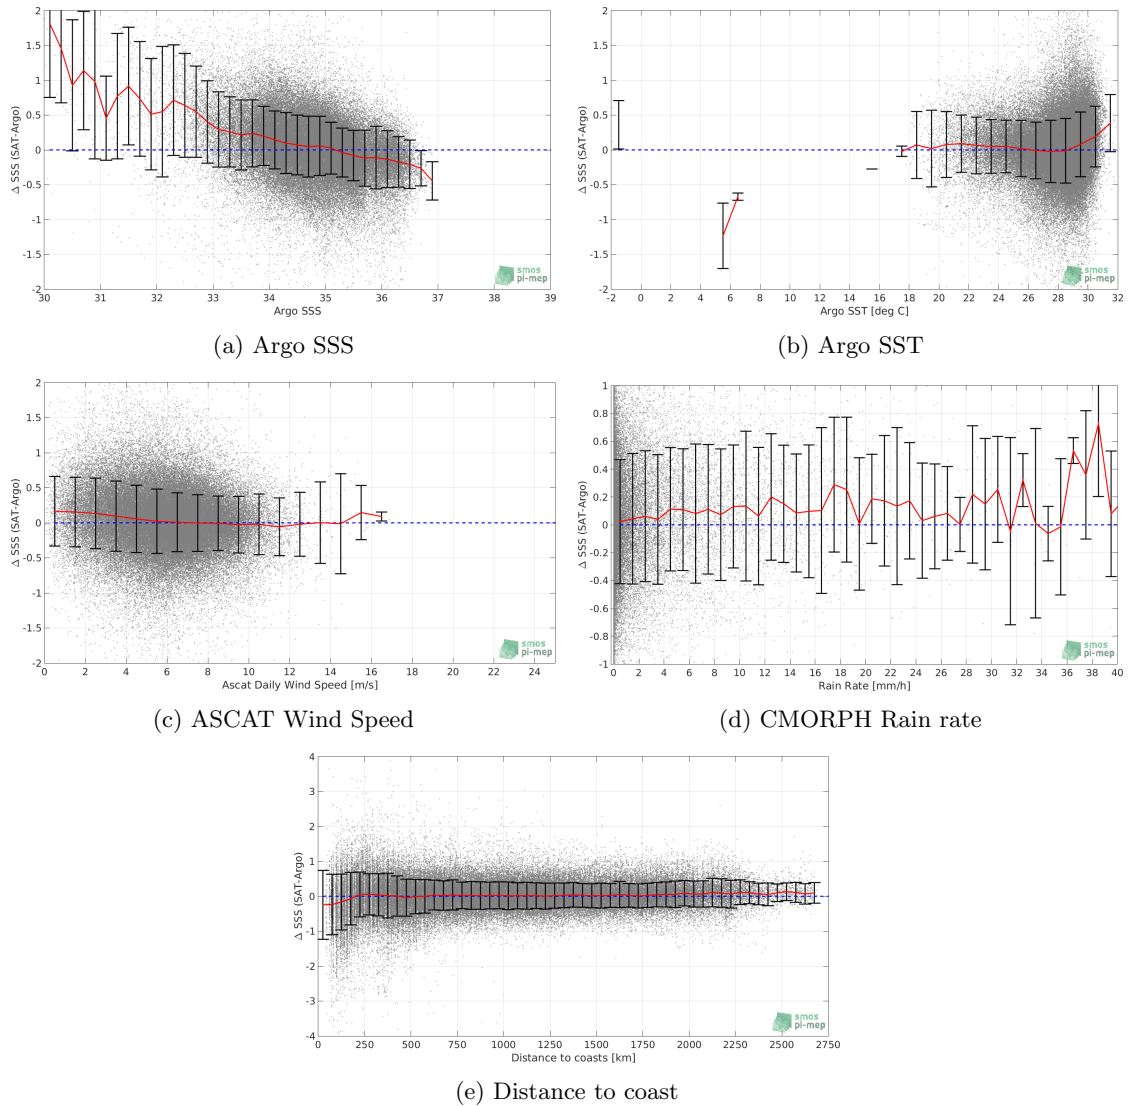 2
1.5
1
0.5
0
-0.5
-1
-1.5
-2
Δ SSS (SAT-Argo)
30 31 32 33 34 35 36 37 38 39
Argo SSS
smos
pi-mep
(a) Argo SSS
2
1.5
1
0.5
0
-0.5
-1
-1.5
-2
Δ SSS (SAT-Argo)
-2 0 2 4 6 8 10 12 14 16 18 20 22 24 26 28 30 32
Argo SST [deg C]
smos
pi-mep
(b) Argo SST
2
1.5
1
0.5
0
-0.5
-1
-1.5
-2
Δ SSS (SAT-Argo)
0 2 4 6 8 10 12 14 16 18 20 22 24
Ascat Daily Wind Speed [m/s]
smos
pi-mep
(c) ASCAT Wind Speed
1
0.8
0.6
0.4
0.2
0
-0.2
-0.4
-0.6
-0.8
-1
Δ SSS (SAT-Argo)
0 2 4 6 8 10 12 14 16 18 20 22 24 26 28 30 32 34 36 38 40
Rain Rate [mm/h]
smos
pi-mep
(d) CMORPH Rain rate
4
3
2
1
0
-1
-2
-3
-4
Δ SSS (SAT-Argo)
0 250 500 750 1000 1250 1500 1750 2000 2250 2500 2750
Distance to coasts [km]
smos
pi-mep
(e) Distance to coast